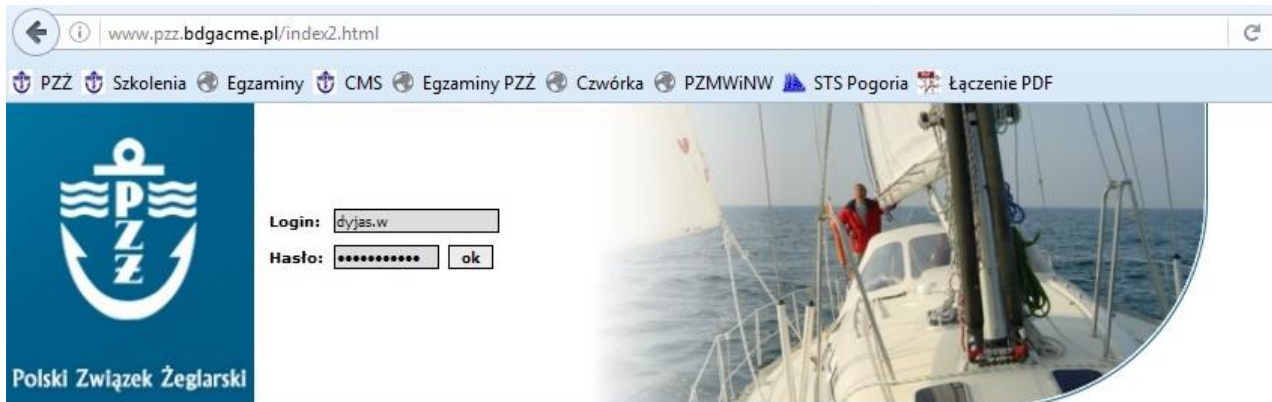 www.pzz.bdgacme.pl/index2.html
PZŻ Szkolenia Egzaminy CMS Egzaminy PZŻ Czwórka PZMWiNW STS Pogoria Łączenie PDF
PZŻ
Polski Związek Żeglarski
Login: dyjas.w
Hasło: ••••••••••• ok